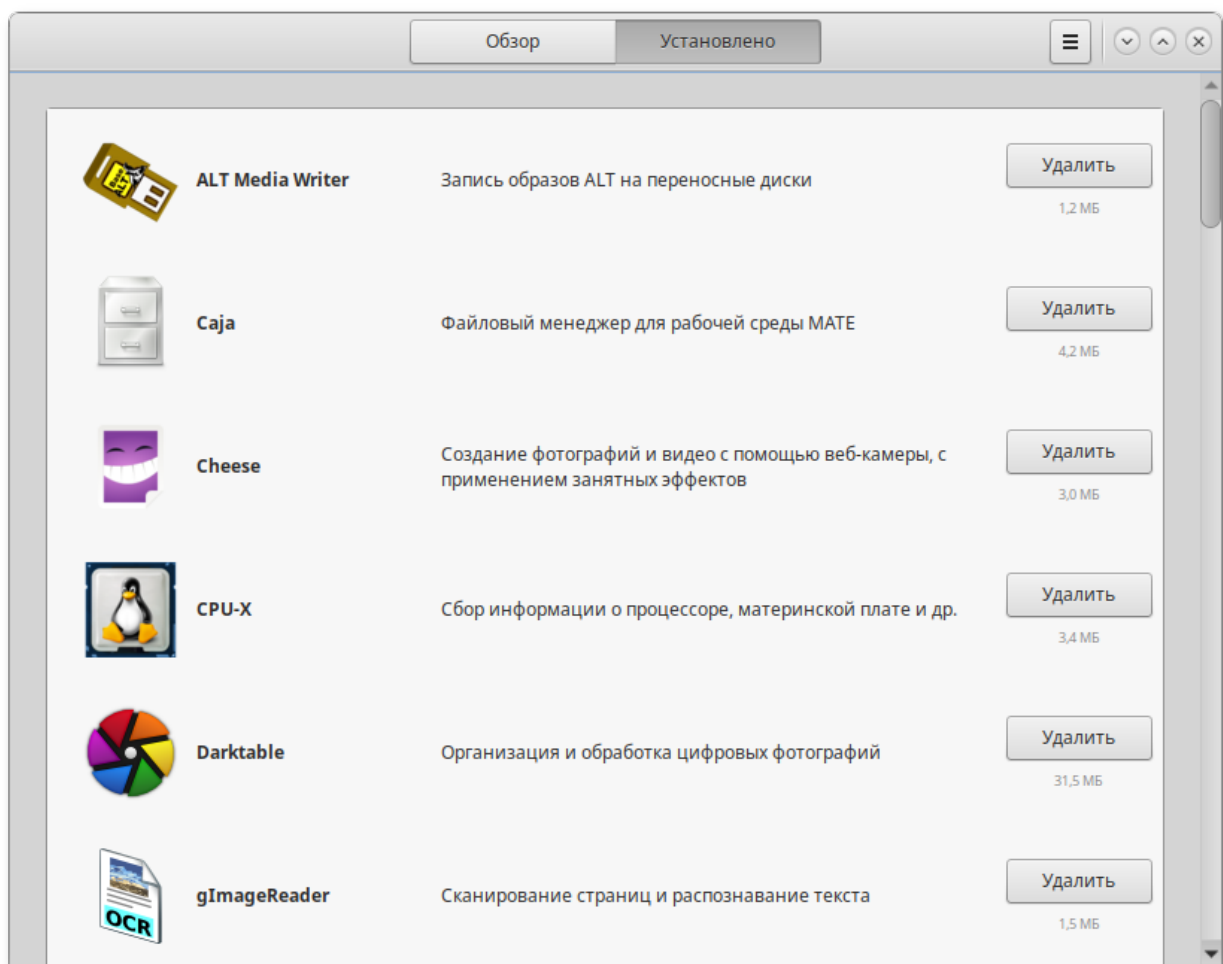 Обзор
Установлено
ALT Media Writer
Запись образов ALT на переносные диски
Удалить
1,2 МБ
Caja
Файловый менеджер для рабочей среды MATE
Удалить
4,2 МБ
Cheese
Создание фотографий и видео с помощью веб-камеры, с
применением занятных эффектов
Удалить
3,0 МБ
CPU-X
Сбор информации о процессоре, материнской плате и др.
Удалить
3,4 МБ
Darktable
Организация и обработка цифровых фотографий
Удалить
31,5 МБ
OCR
gImageReader
Сканирование страниц и распознавание текста
Удалить
1,5 МБ